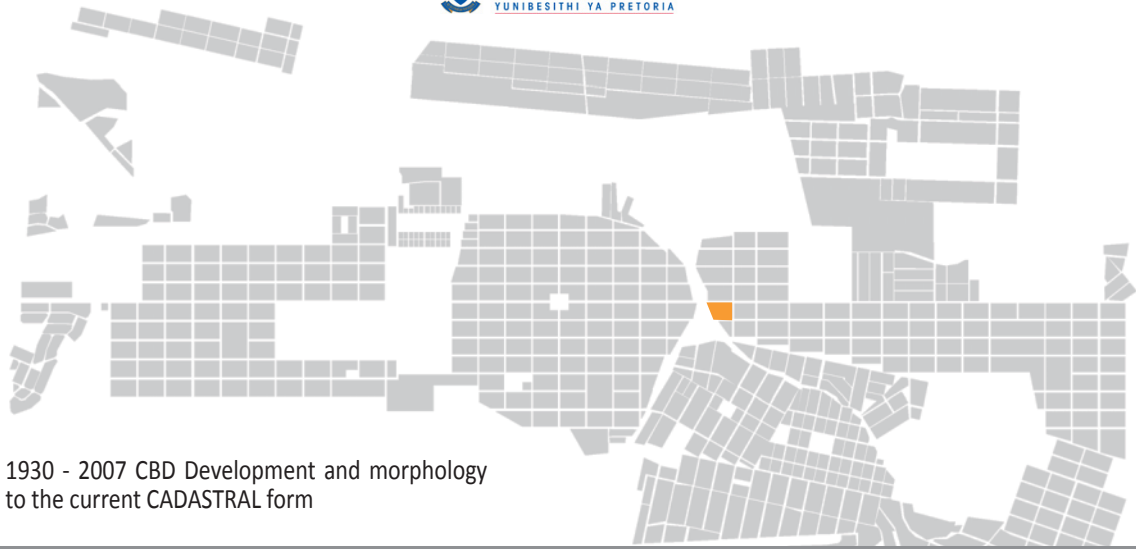 YUNIBESITHI YA PRETORIA
1930 - 2007 CBD Development and morphology
to the current CADASTRAL form